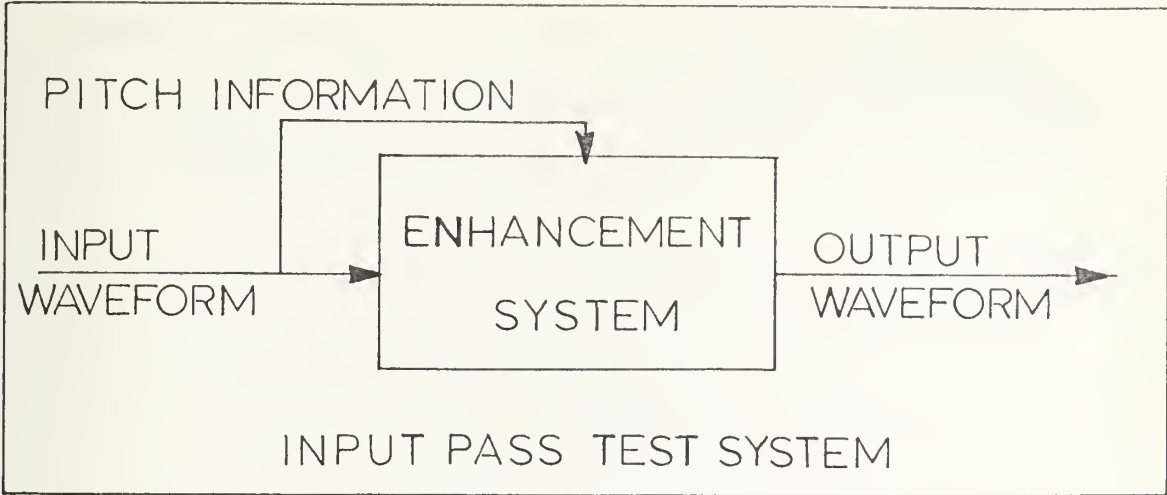 PITCH INFORMATION
INPUT
WAVEFORM
ENHANCEMENT
SYSTEM
OUTPUT
WAVEFORM
INPUT PASS TEST SYSTEM